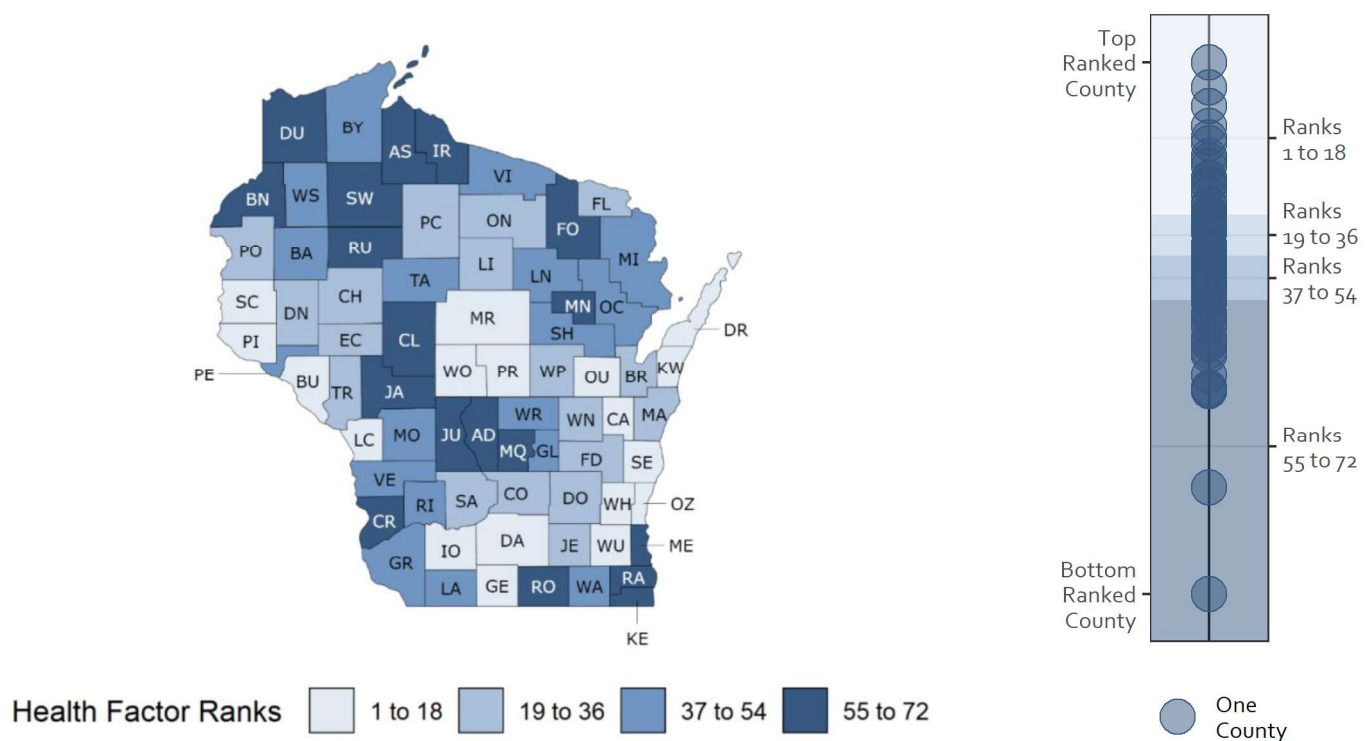 DU
BY
AS
IR
VI
BN
WS
SW
PC
ON
FL
FO
PO
BA
RU
LI
MI
TA
LN
SC
DN
CH
MN
OC
MR
PI
EC
CL
SH
DR
PE
BU
TR
JA
WO
PR
WP
OU
BR
KW
LC
MO
JU
AD
WR
WN
CA
MA
MQ
GL
FD
SE
VE
RI
SA
CO
DO
WH
OZ
CR
GR
IO
DA
JE
WU
ME
LA
GE
RO
WA
RA
KE
Health Factor Ranks
1 to 18
19 to 36
37 to 54
55 to 72
Top
Ranked
County
Ranks
1 to 18
Ranks
19 to 36
Ranks
37 to 54
Ranks
55 to 72
Bottom
Ranked
County
One
County